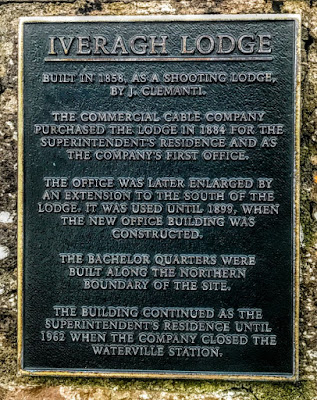 IVERAGH LODGE
BUILT IN 1858, AS A SHOOTING LODGE,
BY J. CLEMANTI.
THE COMMERCIAL CABLE COMPANY
PURCHASED THE LODGE IN 1884 FOR THE
SUPERINTENDENT'S RESIDENCE AND AS
THE COMPANY'S FIRST OFFICE.
THE OFFICE WAS LATER ENLARGED BY
AN EXTENSION TO THE SOUTH OF THE
LODGE. IT WAS USED UNTIL 1899, WHEN
THE NEW OFFICE BUILDING WAS
CONSTRUCTED.
THE BACHELOR QUARTERS WERE
BUILT ALONG THE NORTHERN
BOUNDARY OF THE SITE.
THE BUILDING CONTINUED AS THE
SUPERINTENDENT'S RESIDENCE UNTIL
1962 WHEN THE COMPANY CLOSED THE
WATERVILLE STATION.